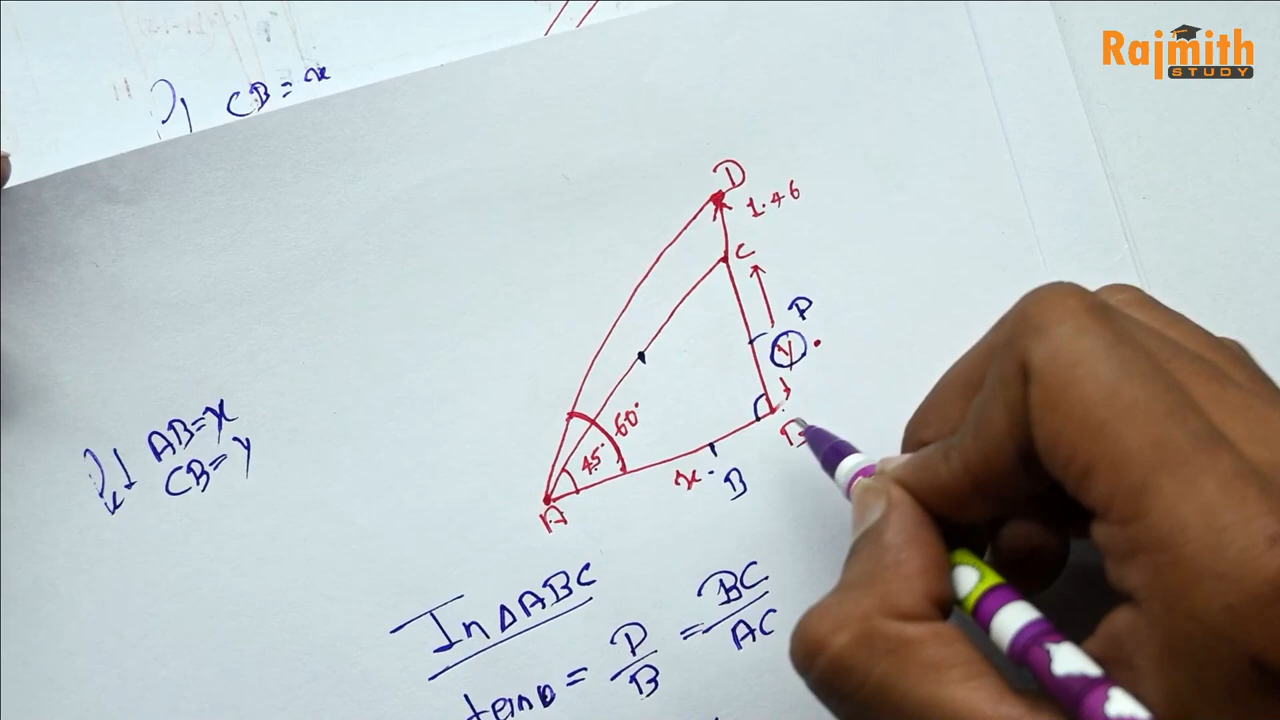 Rajmith
STUDY
CB = x
D
1.46
C
P
y
60°
45°
A
x
B
B
AB = x
CB = y
In △ABC
tanθ = P/B = BC/AC